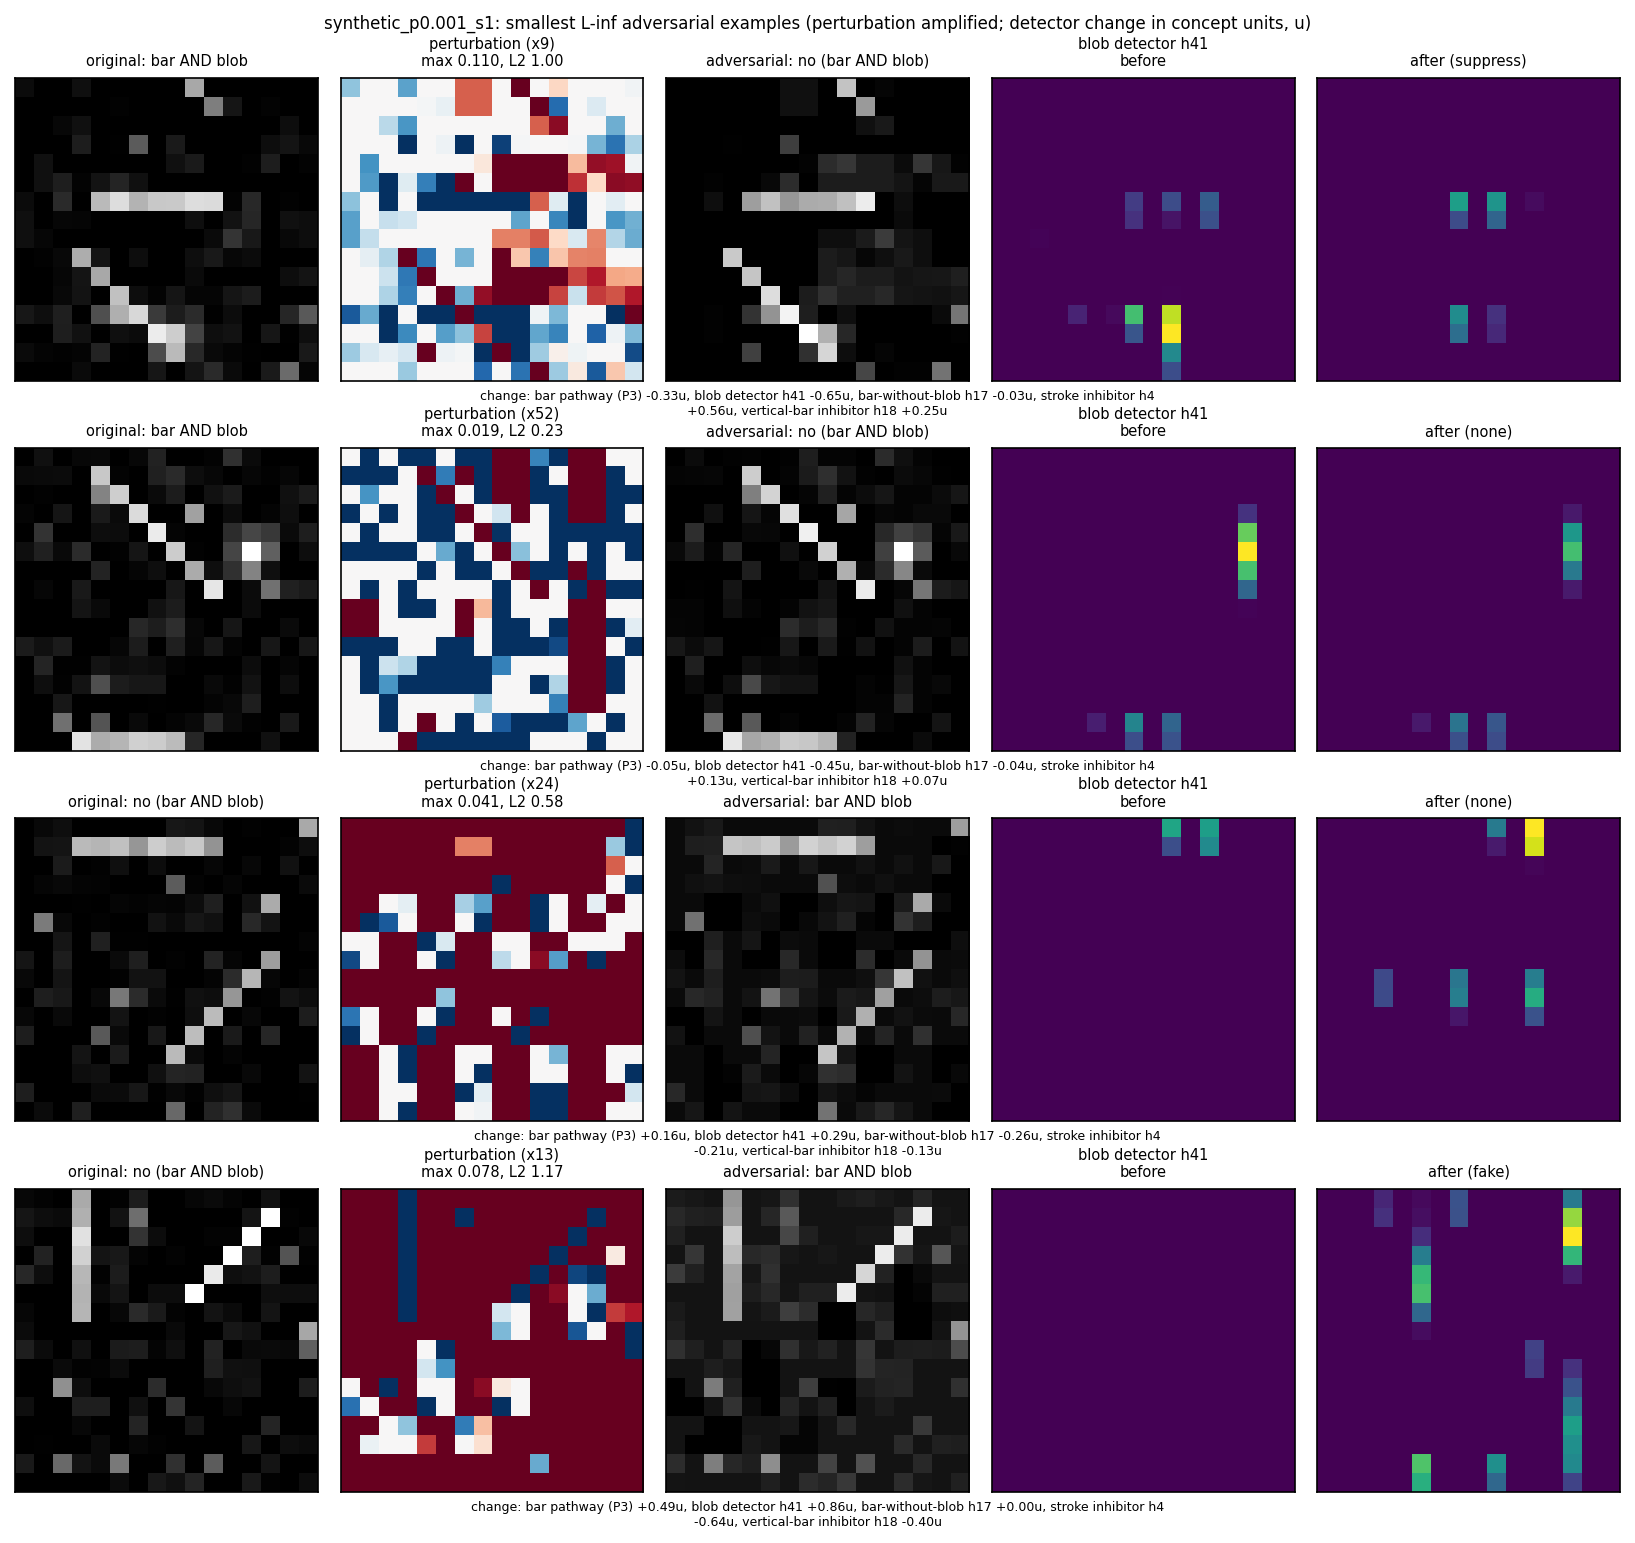 synthetic_p0.001_s1: smallest L-inf adversarial examples (perturbation amplified; detector change in concept units, u)
original: bar AND blob
perturbation (x9)
max 0.110, L2 1.00
adversarial: no (bar AND blob)
blob detector h41
before
after (suppress)
change: bar pathway (P3) -0.33u, blob detector h41 -0.65u, bar-without-blob h17 -0.03u, stroke inhibitor h4
+0.56u, vertical-bar inhibitor h18 +0.25u
original: bar AND blob
perturbation (x52)
max 0.019, L2 0.23
adversarial: no (bar AND blob)
blob detector h41
before
after (none)
change: bar pathway (P3) -0.05u, blob detector h41 -0.45u, bar-without-blob h17 -0.04u, stroke inhibitor h4
+0.13u, vertical-bar inhibitor h18 +0.07u
original: no (bar AND blob)
perturbation (x24)
max 0.041, L2 0.58
adversarial: bar AND blob
blob detector h41
before
after (none)
change: bar pathway (P3) +0.16u, blob detector h41 +0.29u, bar-without-blob h17 -0.26u, stroke inhibitor h4
-0.21u, vertical-bar inhibitor h18 -0.13u
original: no (bar AND blob)
perturbation (x13)
max 0.078, L2 1.17
adversarial: bar AND blob
blob detector h41
before
after (fake)
change: bar pathway (P3) +0.49u, blob detector h41 +0.86u, bar-without-blob h17 +0.00u, stroke inhibitor h4
-0.64u, vertical-bar inhibitor h18 -0.40u